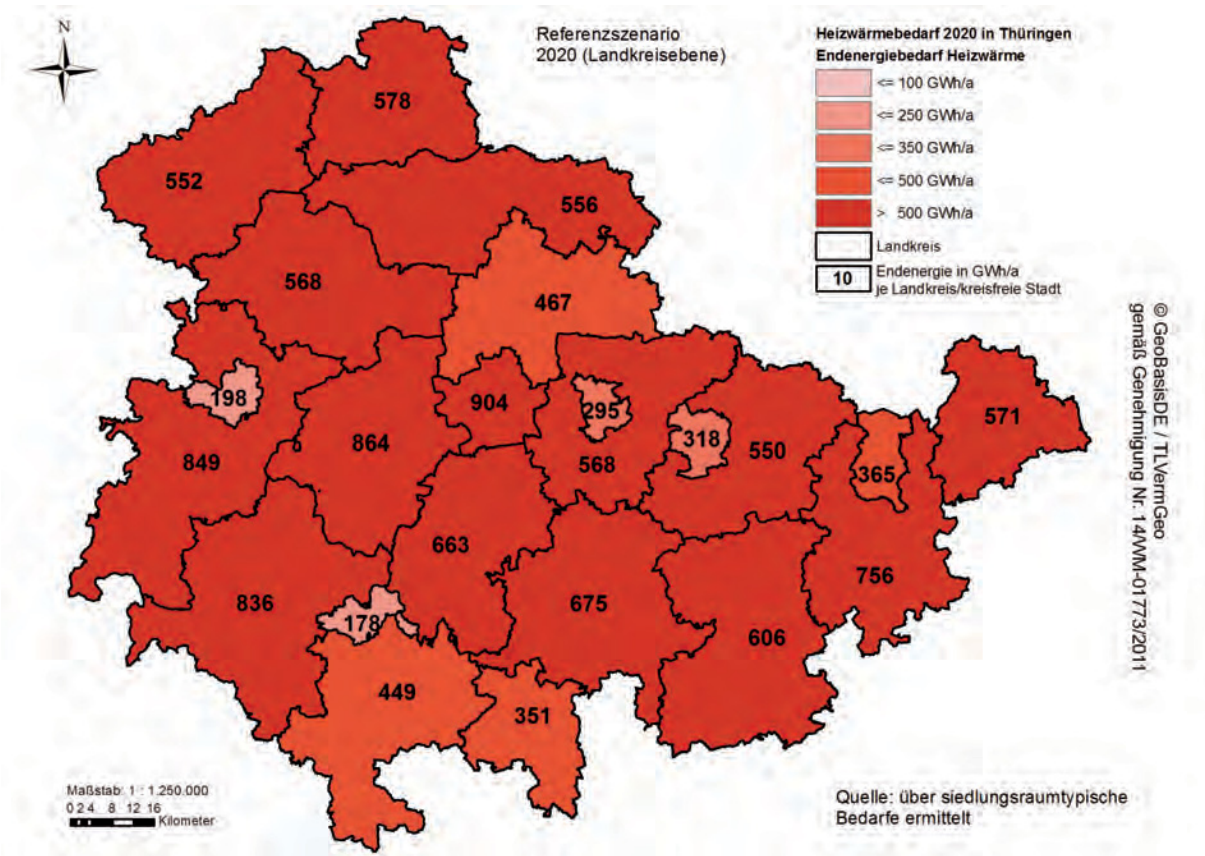 N
Referenzszenario
2020 (Landkreisebene)
Heizwärmebedarf 2020 in Thüringen
Endenergiebedarf Heizwärme
<= 100 GWh/a
<= 250 GWh/a
<= 350 GWh/a
<= 500 GWh/a
> 500 GWh/a
Landkreis
10
Endenergie in GWh/a
je Landkreis/kreisfreie Stadt
578
552
556
568
467
198
904
295
571
864
318
550
849
568
365
663
756
836
675
178
606
449
351
© GeoBasisDE / TLVermGeo
gemäß Genehmigung Nr. 14/VM-01773/2011
Maßstab: 1 : 1.250.000
0 2 4 8 12 16
Kilometer
Quelle: über siedlungsraumtypische
Bedarfe ermittelt